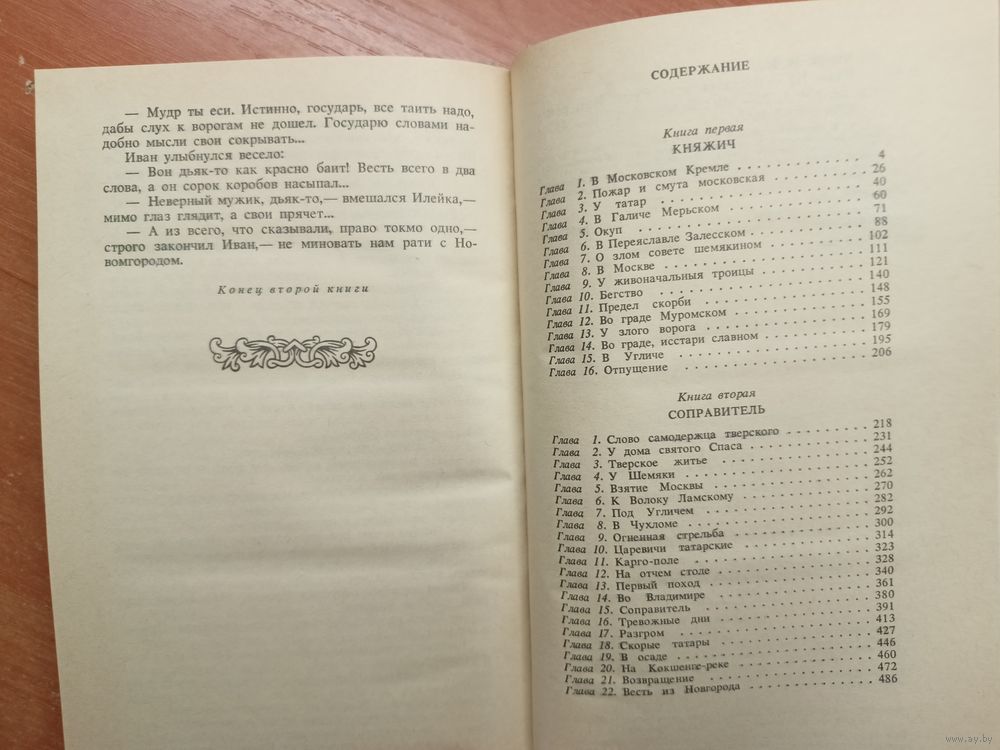 — Мудр ты еси. Истинно, государь, все таить надо,
дабы слух к ворогам не дошел. Государю словами на-
добно мысли свои сокрывать...
Иван улыбнулся весело:
— Вон дьяк-то как красно баит! Весть всего в два
слова, а он сорок коробов насыпал...
— Неверный мужик, дьяк-то,— вмешался Илейка,—
мимо глаз глядит, а свои прячет...
— А из всего, что сказывали, право токмо одно,—
строго закончил Иван,— не миновать нам рати с Но-
вомгородом.
Конец второй книги
СОДЕРЖАНИЕ
Книга первая
КНЯЖИЧ
Глава 1. В Московском Кремле . . . . . . . . . . 4
Глава 2. Пожар и смута московская . . . . . . . . 26
Глава 3. У татар . . . . . . . . . . 40
Глава 4. В Галиче Мерьском . . . . . . . . . . 60
Глава 5. Окуп . . . . . . . . . . 71
Глава 6. В Переяславле Залесском . . . . . . . . 88
Глава 7. О злом совете шемякином . . . . . . . . 102
Глава 8. В Москве . . . . . . . . . . 111
Глава 9. У живоначальныя троицы . . . . . . . . 121
Глава 10. Бегство . . . . . . . . . . 140
Глава 11. Предел скорби . . . . . . . . . . 148
Глава 12. Во граде Муромском . . . . . . . . . . 155
Глава 13. У злого ворога . . . . . . . . . . 169
Глава 14. Во граде, исстари славном . . . . . . . . 179
Глава 15. В Угличе . . . . . . . . . . 195
Глава 16. Отпущение . . . . . . . . . . 206
Книга вторая
СОПРАВИТЕЛЬ
Глава 1. Слово самодержца тверского . . . . . . . 218
Глава 2. У дома святого Спаса . . . . . . . . . . 231
Глава 3. Тверское житье . . . . . . . . . . 244
Глава 4. У Шемяки . . . . . . . . . . 252
Глава 5. Взятие Москвы . . . . . . . . . . 262
Глава 6. К Волоку Ламскому . . . . . . . . . . 270
Глава 7. Под Угличем . . . . . . . . . . 282
Глава 8. В Чухломе . . . . . . . . . . 292
Глава 9. Огненная стрельба . . . . . . . . . . 300
Глава 10. Царевичи татарские . . . . . . . . . . 314
Глава 11. Карго-поле . . . . . . . . . . 323
Глава 12. На отчем столе . . . . . . . . . . 328
Глава 13. Первый поход . . . . . . . . . . 340
Глава 14. Во Владимире . . . . . . . . . . 361
Глава 15. Соправитель . . . . . . . . . . 380
Глава 16. Тревожные дни . . . . . . . . . . 391
Глава 17. Разгром . . . . . . . . . . 413
Глава 18. Скорые татары . . . . . . . . . . 427
Глава 19. В осаде . . . . . . . . . . 446
Глава 20. На Кокшенге-реке . . . . . . . . . . 460
Глава 21. Возвращение . . . . . . . . . . 472
Глава 22. Весть из Новгорода . . . . . . . . . . 486
www.ay.by